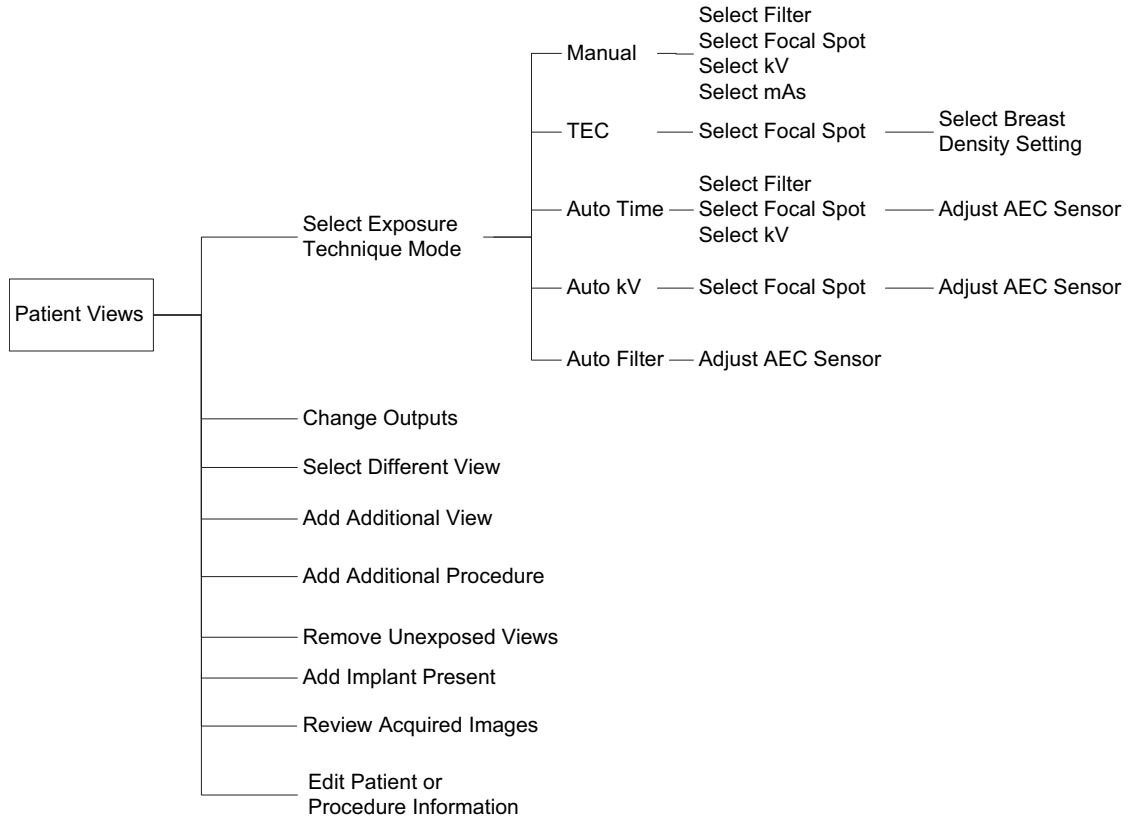 Patient Views
Select Exposure
Technique Mode
Manual
Select Filter
Select Focal Spot
Select kV
Select mAs
TEC
Select Focal Spot
Select Breast
Density Setting
Auto Time
Select Filter
Select Focal Spot
Select kV
Adjust AEC Sensor
Auto kV
Select Focal Spot
Adjust AEC Sensor
Auto Filter
Adjust AEC Sensor
Change Outputs
Select Different View
Add Additional View
Add Additional Procedure
Remove Unexposed Views
Add Implant Present
Review Acquired Images
Edit Patient or
Procedure Information